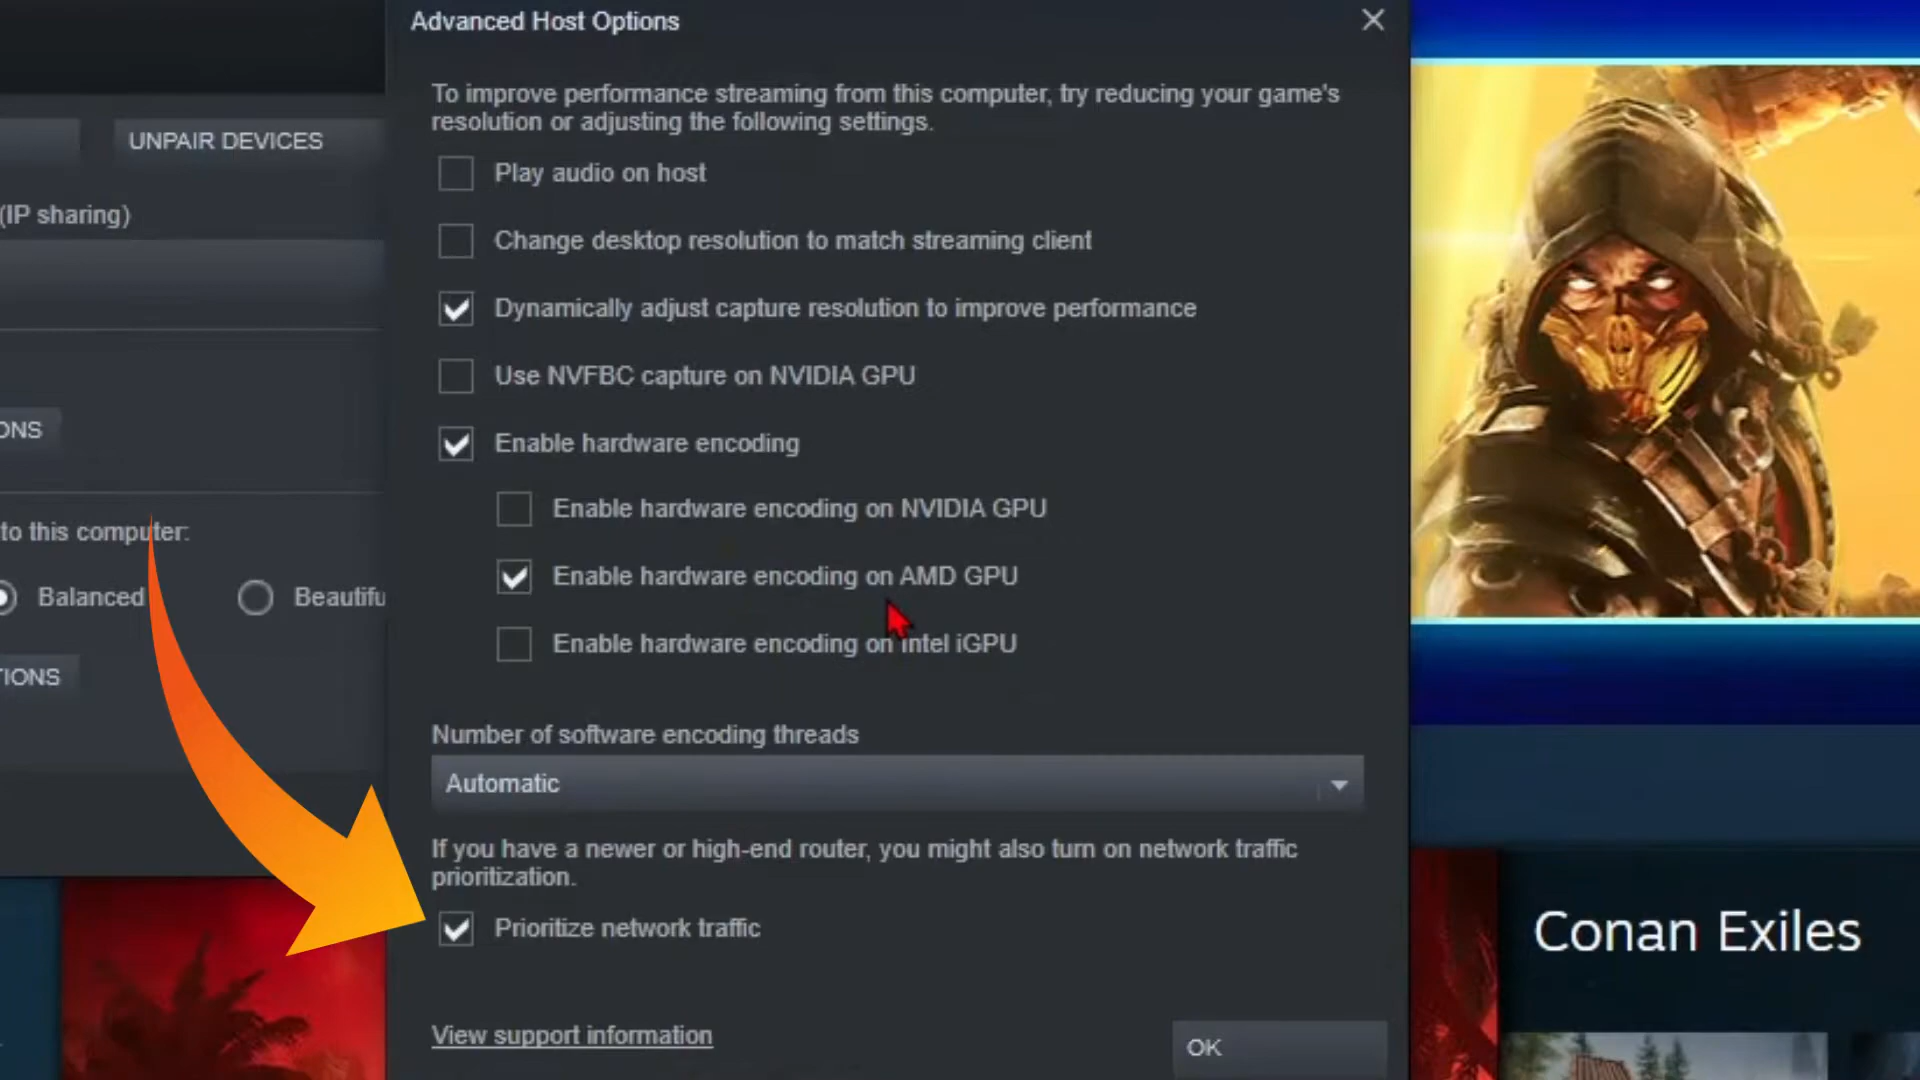 Advanced Host Options
To improve performance streaming from this computer, try reducing your game's
resolution or adjusting the following settings.
UNPAIR DEVICES
Play audio on host
(IP sharing)
Change desktop resolution to match streaming client
Dynamically adjust capture resolution to improve performance
Use NVFBC capture on NVIDIA GPU
ONS
Enable hardware encoding
Enable hardware encoding on NVIDIA GPU
to this computer:
Enable hardware encoding on AMD GPU
Balanced
Beautifu
Enable hardware encoding on Intel iGPU
TIONS
Number of software encoding threads
Automatic
If you have a newer or high-end router, you might also turn on network traffic
prioritization.
Prioritize network traffic
Conan Exiles
View support information
OK